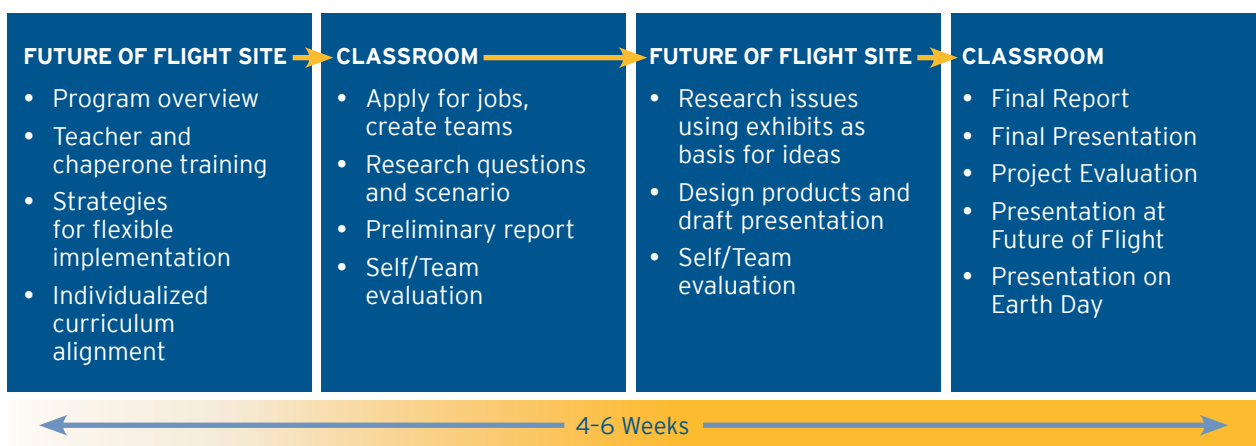 FUTURE OF FLIGHT SITE
• Program overview
• Teacher and
chaperone training
• Strategies
for flexible
implementation
• Individualized
curriculum
alignment
CLASSROOM
• Apply for jobs,
create teams
• Research questions
and scenario
• Preliminary report
• Self/Team
evaluation
FUTURE OF FLIGHT SITE
• Research issues
using exhibits as
basis for ideas
• Design products and
draft presentation
• Self/Team
evaluation
CLASSROOM
• Final Report
• Final Presentation
• Project Evaluation
• Presentation at
Future of Flight
• Presentation on
Earth Day
4–6 Weeks